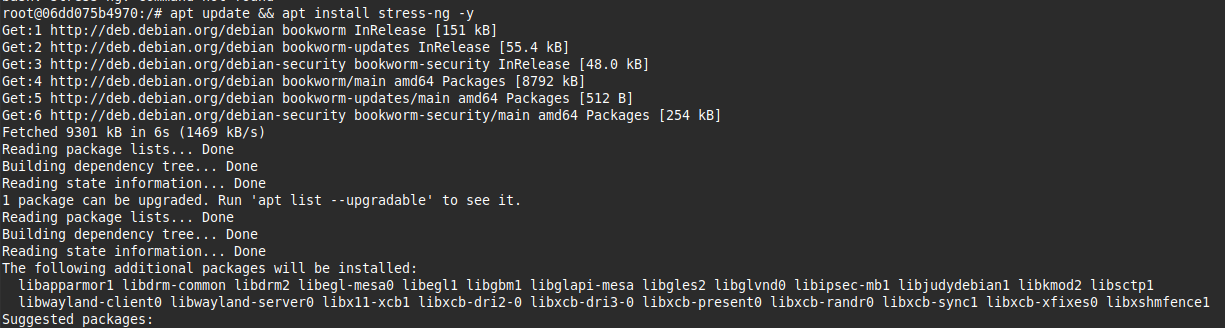 bash: stress-ng: command not found
root@06dd075b4970:/# apt update && apt install stress-ng -y
Get:1 http://deb.debian.org/debian bookworm InRelease [151 kB]
Get:2 http://deb.debian.org/debian bookworm-updates InRelease [55.4 kB]
Get:3 http://deb.debian.org/debian-security bookworm-security InRelease [48.0 kB]
Get:4 http://deb.debian.org/debian bookworm/main amd64 Packages [8792 kB]
Get:5 http://deb.debian.org/debian bookworm-updates/main amd64 Packages [512 B]
Get:6 http://deb.debian.org/debian-security bookworm-security/main amd64 Packages [254 kB]
Fetched 9301 kB in 6s (1469 kB/s)
Reading package lists... Done
Building dependency tree... Done
Reading state information... Done
1 package can be upgraded. Run 'apt list --upgradable' to see it.
Reading package lists... Done
Building dependency tree... Done
Reading state information... Done
The following additional packages will be installed:
  libapparmor1 libdrm-common libdrm2 libegl-mesa0 libegl1 libgbm1 libglapi-mesa libgles2 libglvnd0 libipsec-mb1 libjudydebian1 libkmod2 libsctp1
  libwayland-client0 libwayland-server0 libx11-xcb1 libxcb-dri2-0 libxcb-dri3-0 libxcb-present0 libxcb-randr0 libxcb-sync1 libxcb-xfixes0 libxshmfence1
Suggested packages: